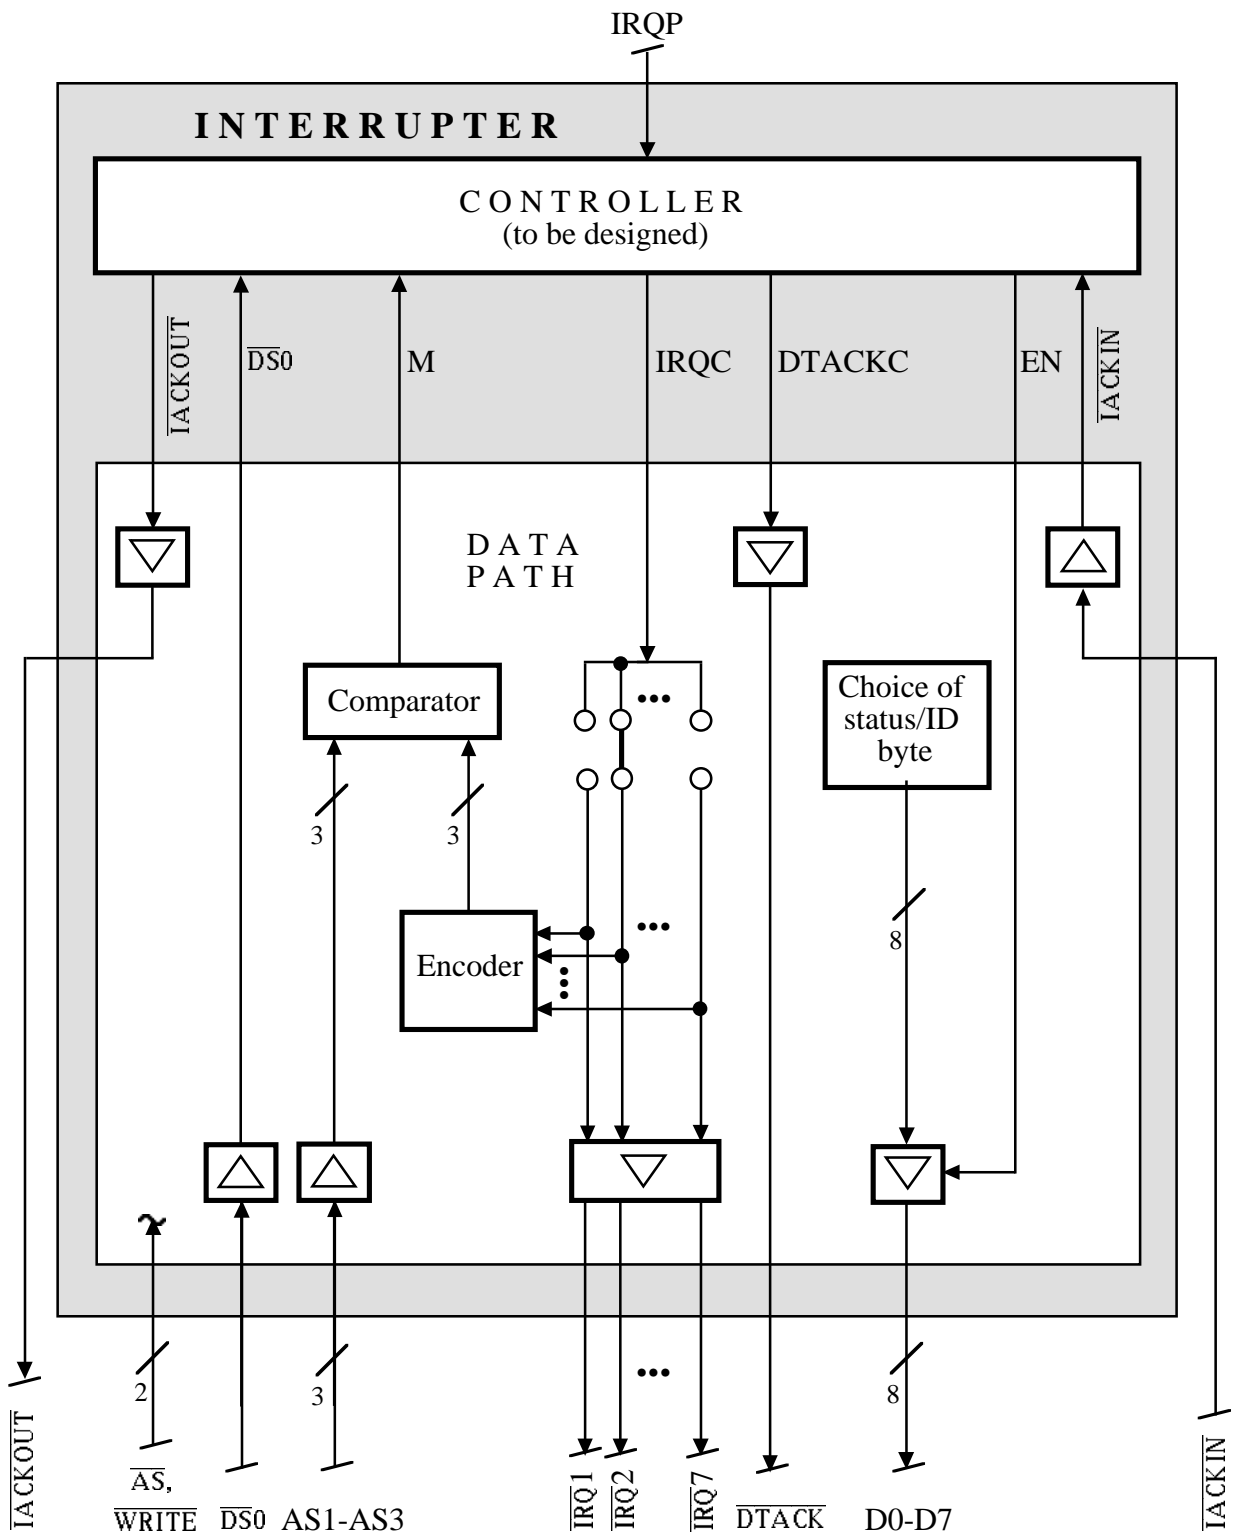 IRQP
INTERRUPTER
CONTROLLER
(to be designed)
IACKOUT
DS0
M
IRQC
DTACKC
EN
IACKIN
DATA
PATH
Comparator
Choice of
status/ID
byte
•••
3
3
8
•••
Encoder
•••
2
3
•••
8
IACKOUT
AS,
WRITE
DS0
AS1-AS3
IRQ1
IRQ2
IRQ7
DTACK
D0-D7
IACKIN